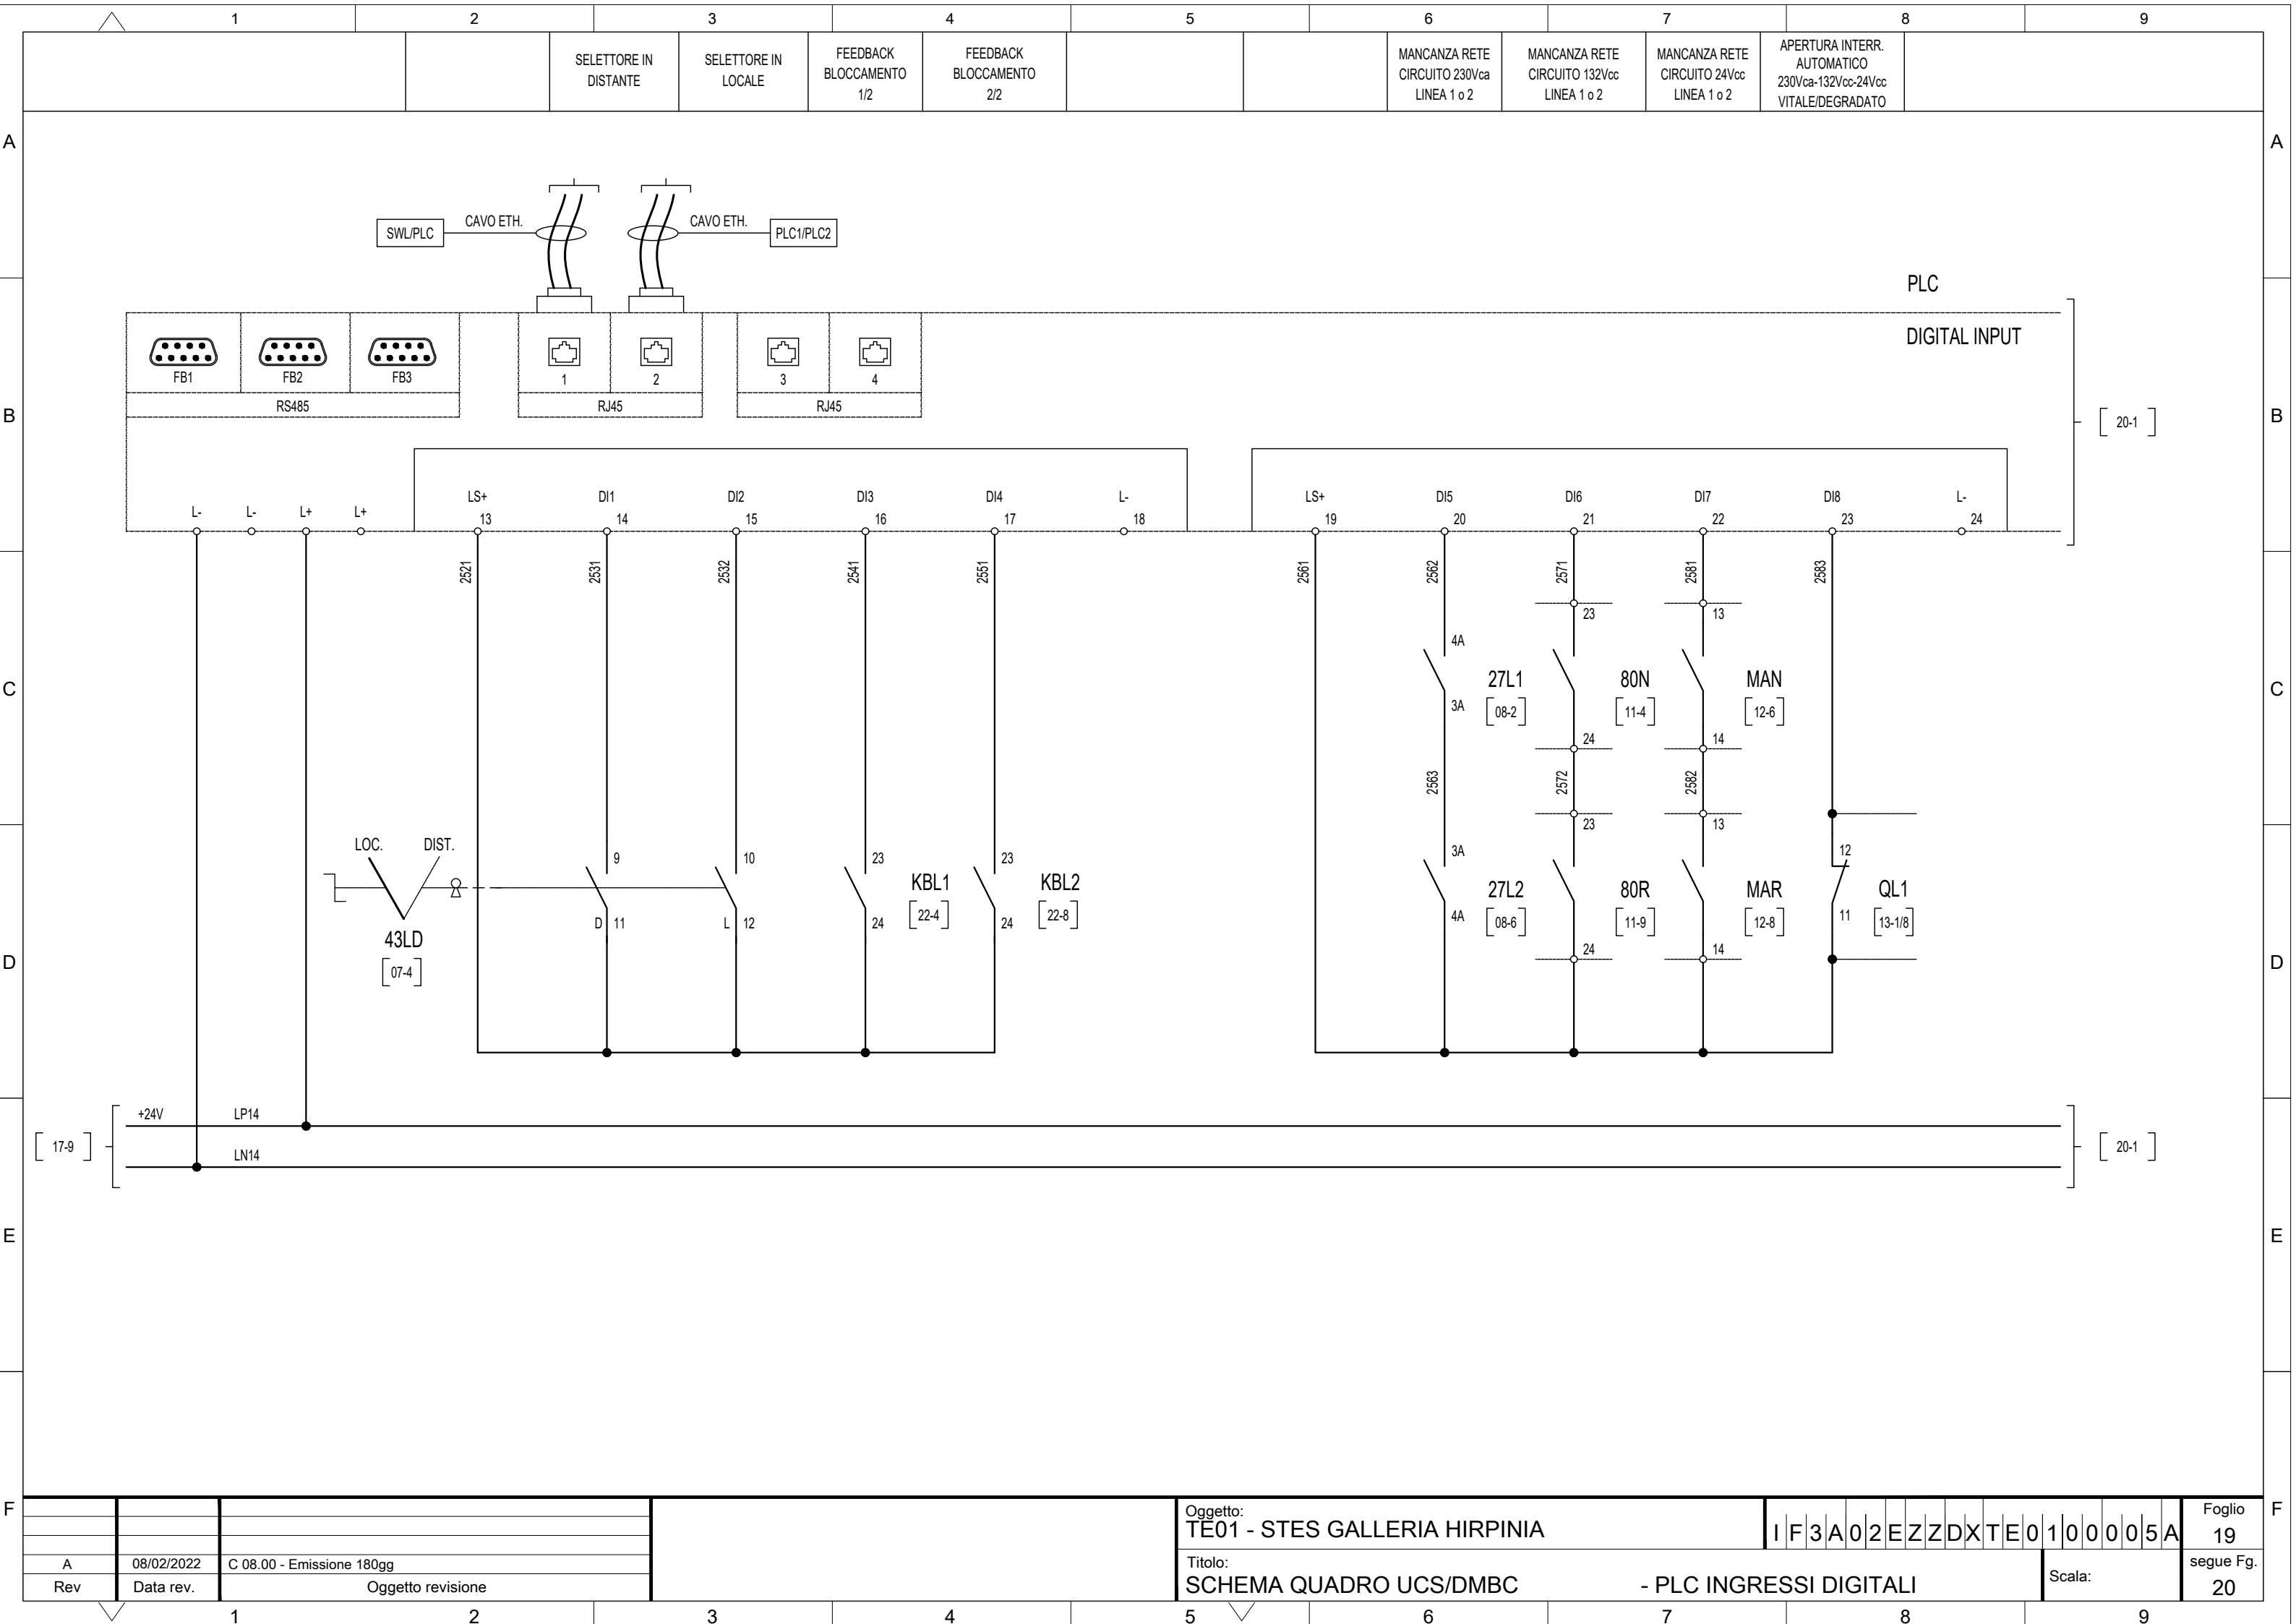 1 2 3 4 5 6 7 8 9
SELETTORE IN
DISTANTE
SELETTORE IN
LOCALE
FEEDBACK
BLOCCAMENTO
1/2
FEEDBACK
BLOCCAMENTO
2/2
MANCANZA RETE
CIRCUITO 230Vca
LINEA 1 o 2
MANCANZA RETE
CIRCUITO 132Vcc
LINEA 1 o 2
MANCANZA RETE
CIRCUITO 24Vcc
LINEA 1 o 2
APERTURA INTERR.
AUTOMATICO
230Vca-132Vcc-24Vcc
VITALE/DEGRADATO
A A
SWL/PLC CAVO ETH. CAVO ETH. PLC1/PLC2
PLC
DIGITAL INPUT
FB1 FB2 FB3 1 2 3 4
RS485 RJ45 RJ45
B 20-1 B
L- L- L+ L+ LS+ DI1 DI2 DI3 DI4 L- LS+ DI5 DI6 DI7 DI8 L-
13 14 15 16 17 18 19 20 21 22 23 24
2521 2531 2532 2541 2551 2561 2562 2571 2581 2583
23 13
4A
27L1 80N MAN
C C
3A 08-2 11-4 12-6
24 14
2563 2572 2582
23 13
LOC. DIST.
9 10 23 23 3A 12
KBL1 KBL2 27L2 80R MAR QL1
22-4 22-8 08-6 11-9 12-8 13-1/8
D 11 L 12 24 24 4A 11
43LD
24 14
07-4
D D
+24V LP14
17-9 20-1
LN14
E E
F F
A 08/02/2022 C 08.00 - Emissione 180gg
Rev Data rev. Oggetto revisione
Oggetto:
TE01 - STES GALLERIA HIRPINIA
IF3A02EZZDXTE0100005A
Foglio
19
Titolo:
SCHEMA QUADRO UCS/DMBC - PLC INGRESSI DIGITALI
Scala:
segue Fg.
20
1 2 3 4 5 6 7 8 9